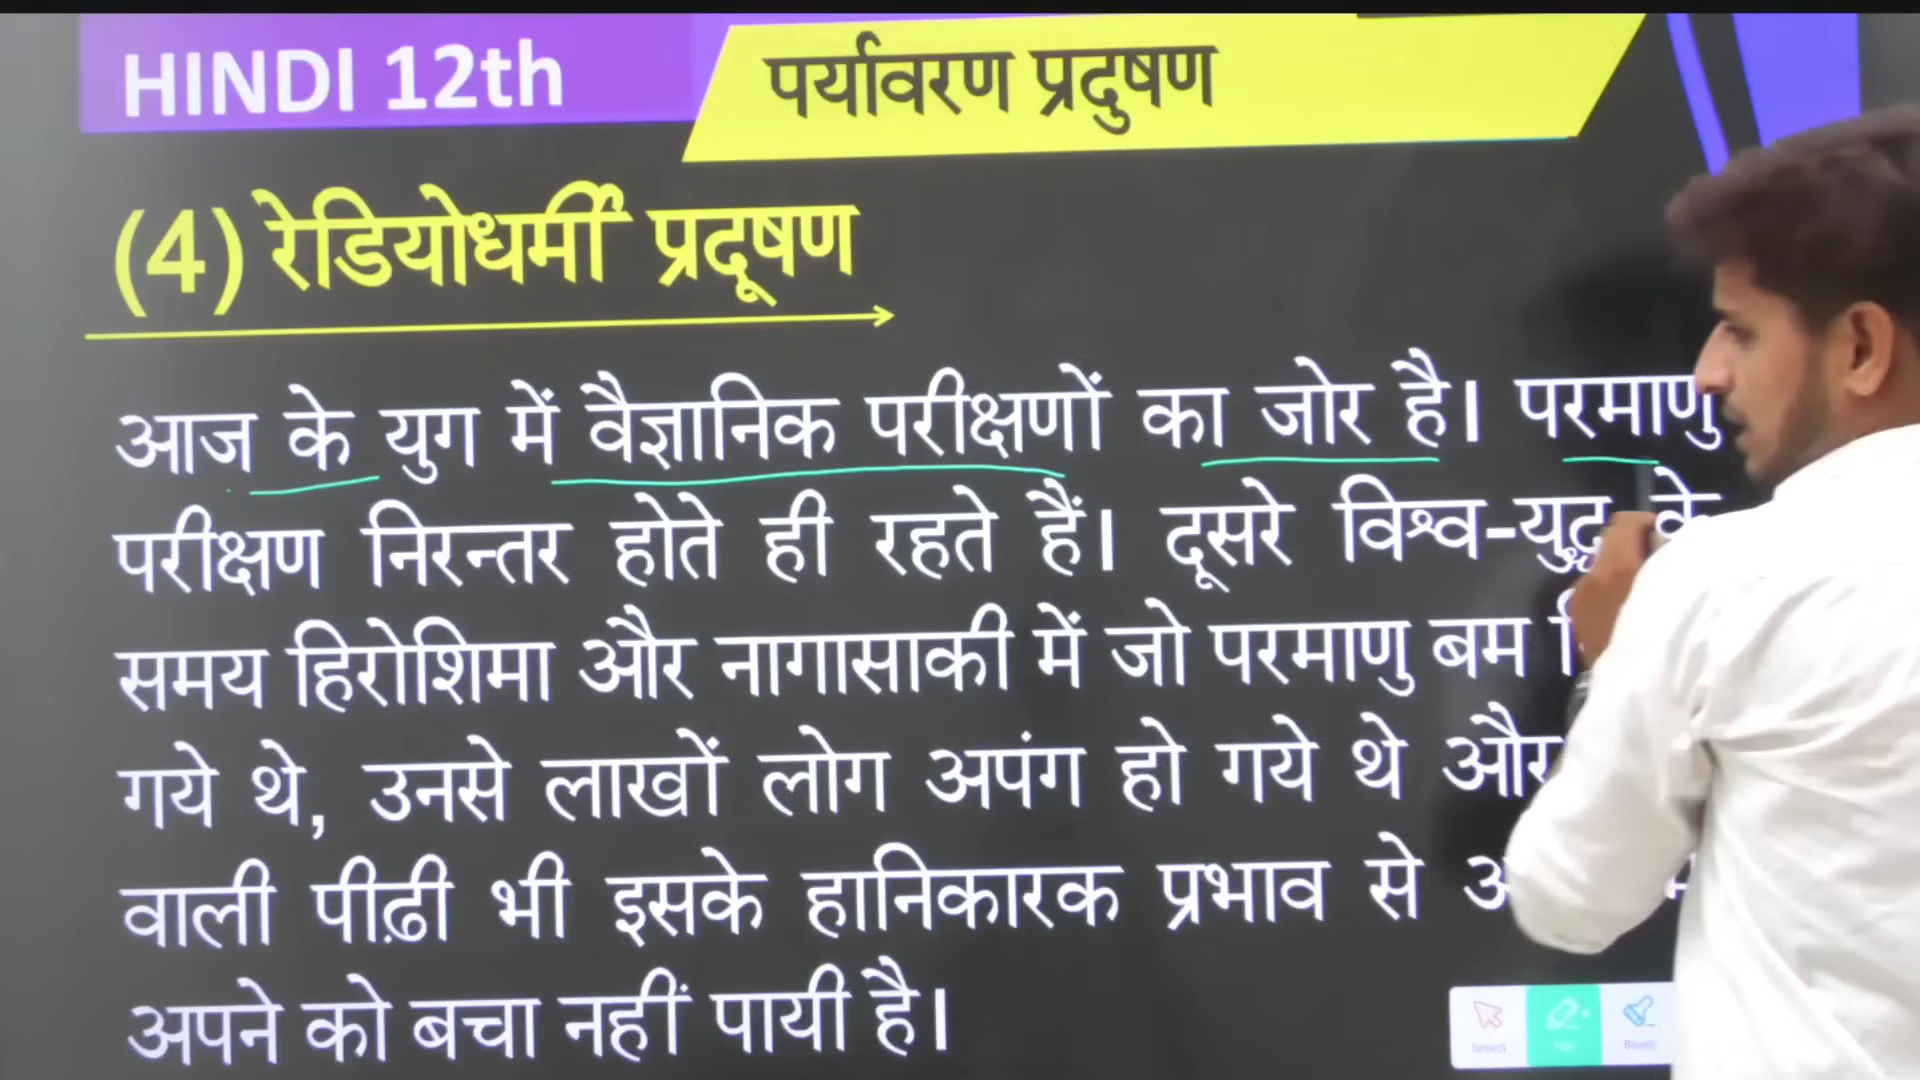 HINDI 12th
पर्यावरण प्रदुषण
(4) रेडियोधर्मी प्रदूषण
आज के युग में वैज्ञानिक परीक्षणों का जोर है। परमाणु
परीक्षण निरन्तर होते ही रहते हैं। दूसरे विश्व-युद्ध के
समय हिरोशिमा और नागासाकी में जो परमाणु बम
गये थे, उनसे लाखों लोग अपंग हो गये थे और
वाली पीढ़ी भी इसके हानिकारक प्रभाव से
अपने को बचा नहीं पायी है।
Select